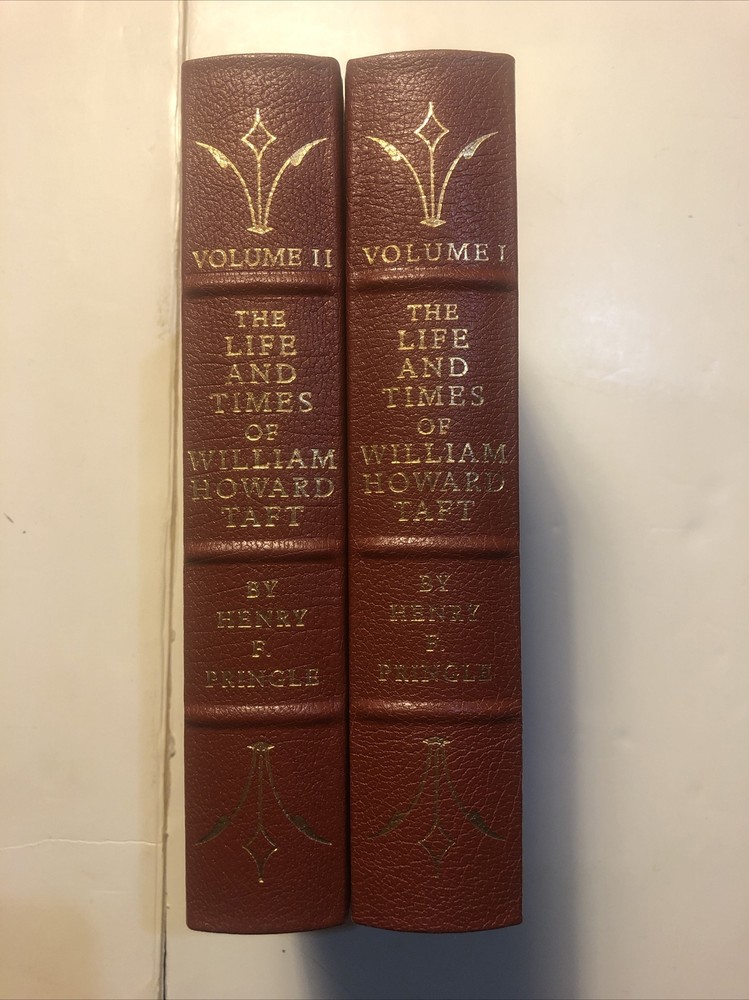 VOLUME II
THE
LIFE
AND
TIMES
OF
WILLIAM
HOWARD
TAFT
BY
HENRY
F.
PRINGLE
VOLUME I
THE
LIFE
AND
TIMES
OF
WILLIAM
HOWARD
TAFT
BY
HENRY
F.
PRINGLE